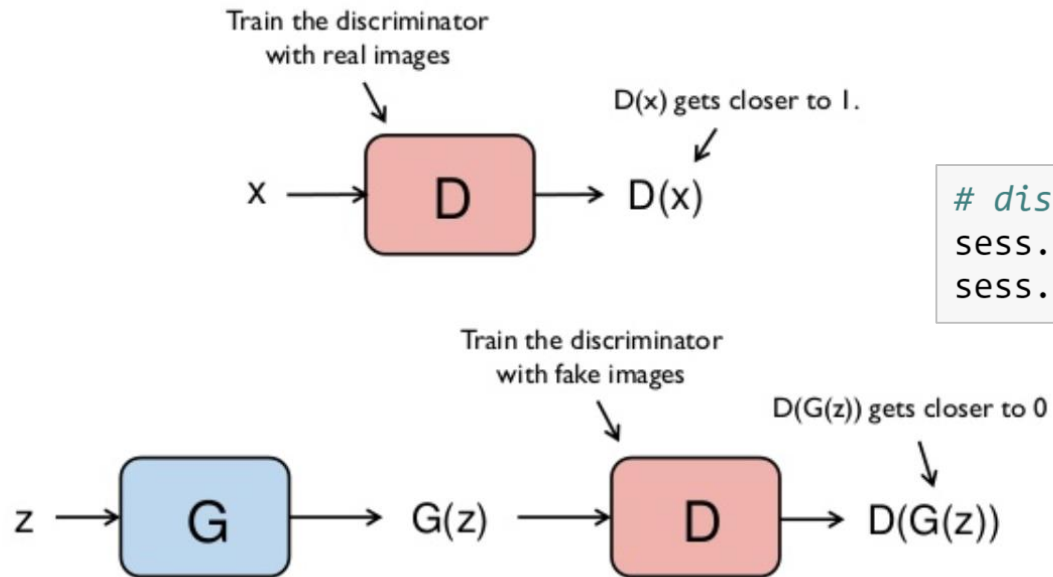 Train the discriminator
with real images
D(x) gets closer to 1.
x
D
D(x)
# dis
sess.
sess.
Train the discriminator
with fake images
D(G(z)) gets closer to 0
z
G
G(z)
D
D(G(z))